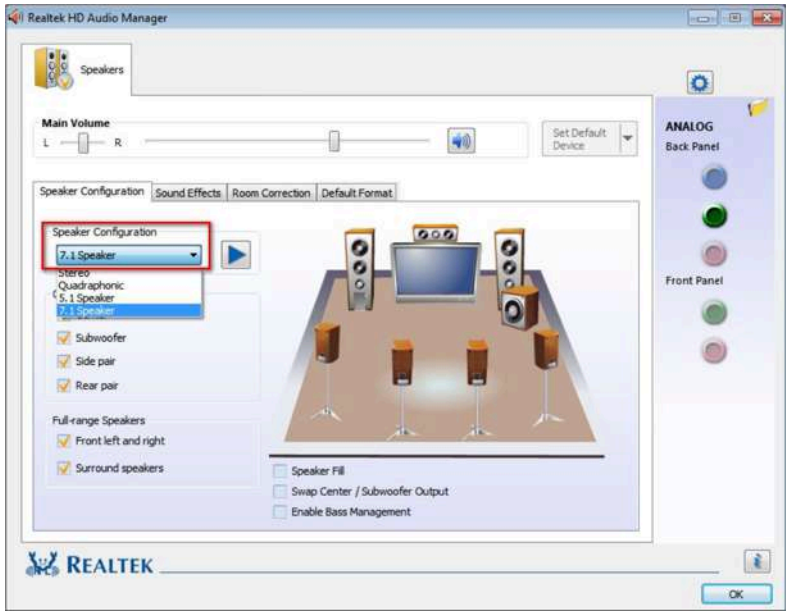 Realtek HD Audio Manager
Speakers
Main Volume
L R
Set Default
Device
ANALOG
Back Panel
Speaker Configuration Sound Effects Room Correction Default Format
Speaker Configuration
7.1 Speaker
Stereo
Quadraphonic
5.1 Speaker
7.1 Speaker
Subwoofer
Side pair
Rear pair
Front Panel
Full-range Speakers
Front left and right
Surround speakers
Speaker Fill
Swap Center / Subwoofer Output
Enable Bass Management
REALTEK
OK